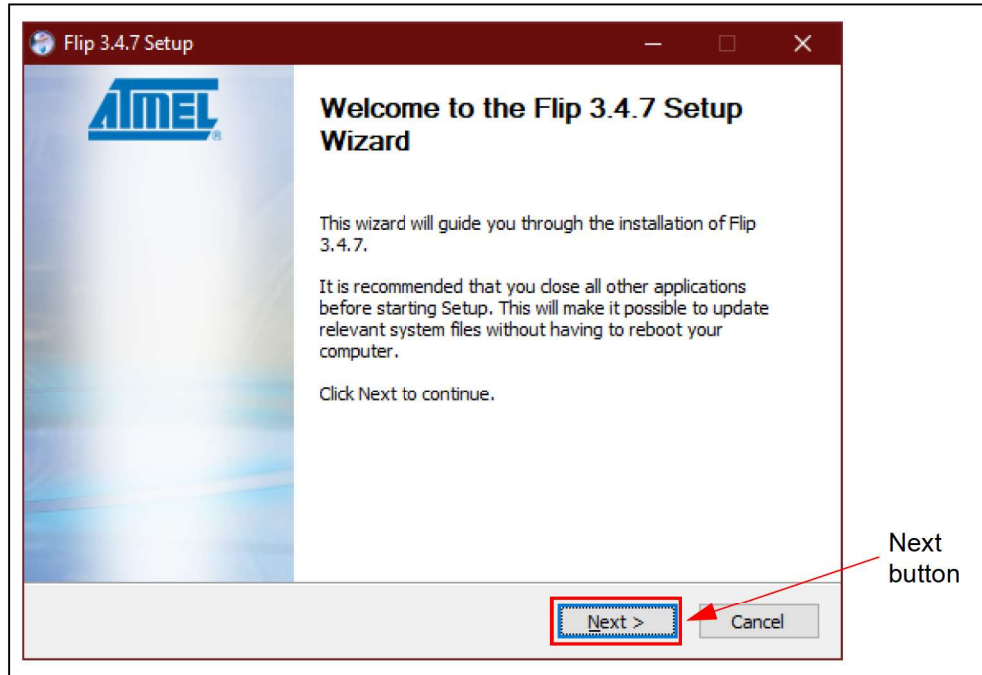 Flip 3.4.7 Setup
ATMEL
®
Welcome to the Flip 3.4.7 Setup
Wizard
This wizard will guide you through the installation of Flip
3.4.7.
It is recommended that you close all other applications
before starting Setup. This will make it possible to update
relevant system files without having to reboot your
computer.
Click Next to continue.
Next
button
Next >
Cancel